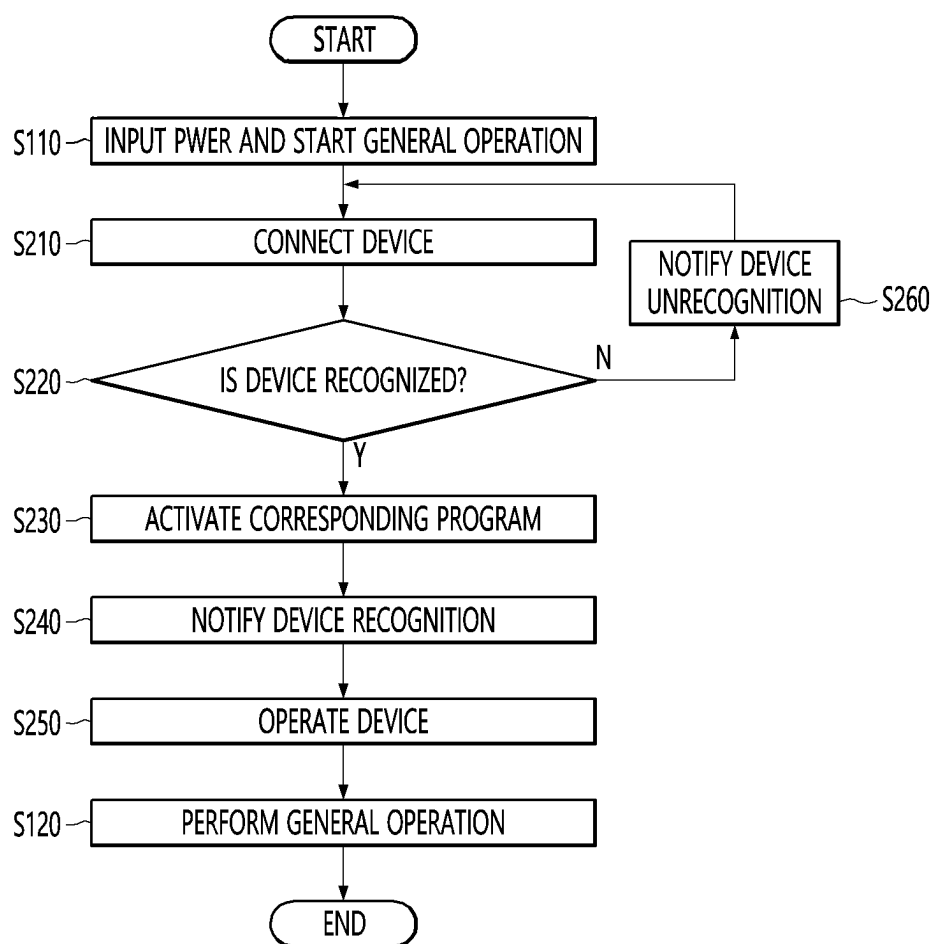 START
S110
INPUT PWER AND START GENERAL OPERATION
S210
CONNECT DEVICE
NOTIFY DEVICE
UNRECOGNITION
S260
S220
IS DEVICE RECOGNIZED?
N
Y
S230
ACTIVATE CORRESPONDING PROGRAM
S240
NOTIFY DEVICE RECOGNITION
S250
OPERATE DEVICE
S120
PERFORM GENERAL OPERATION
END